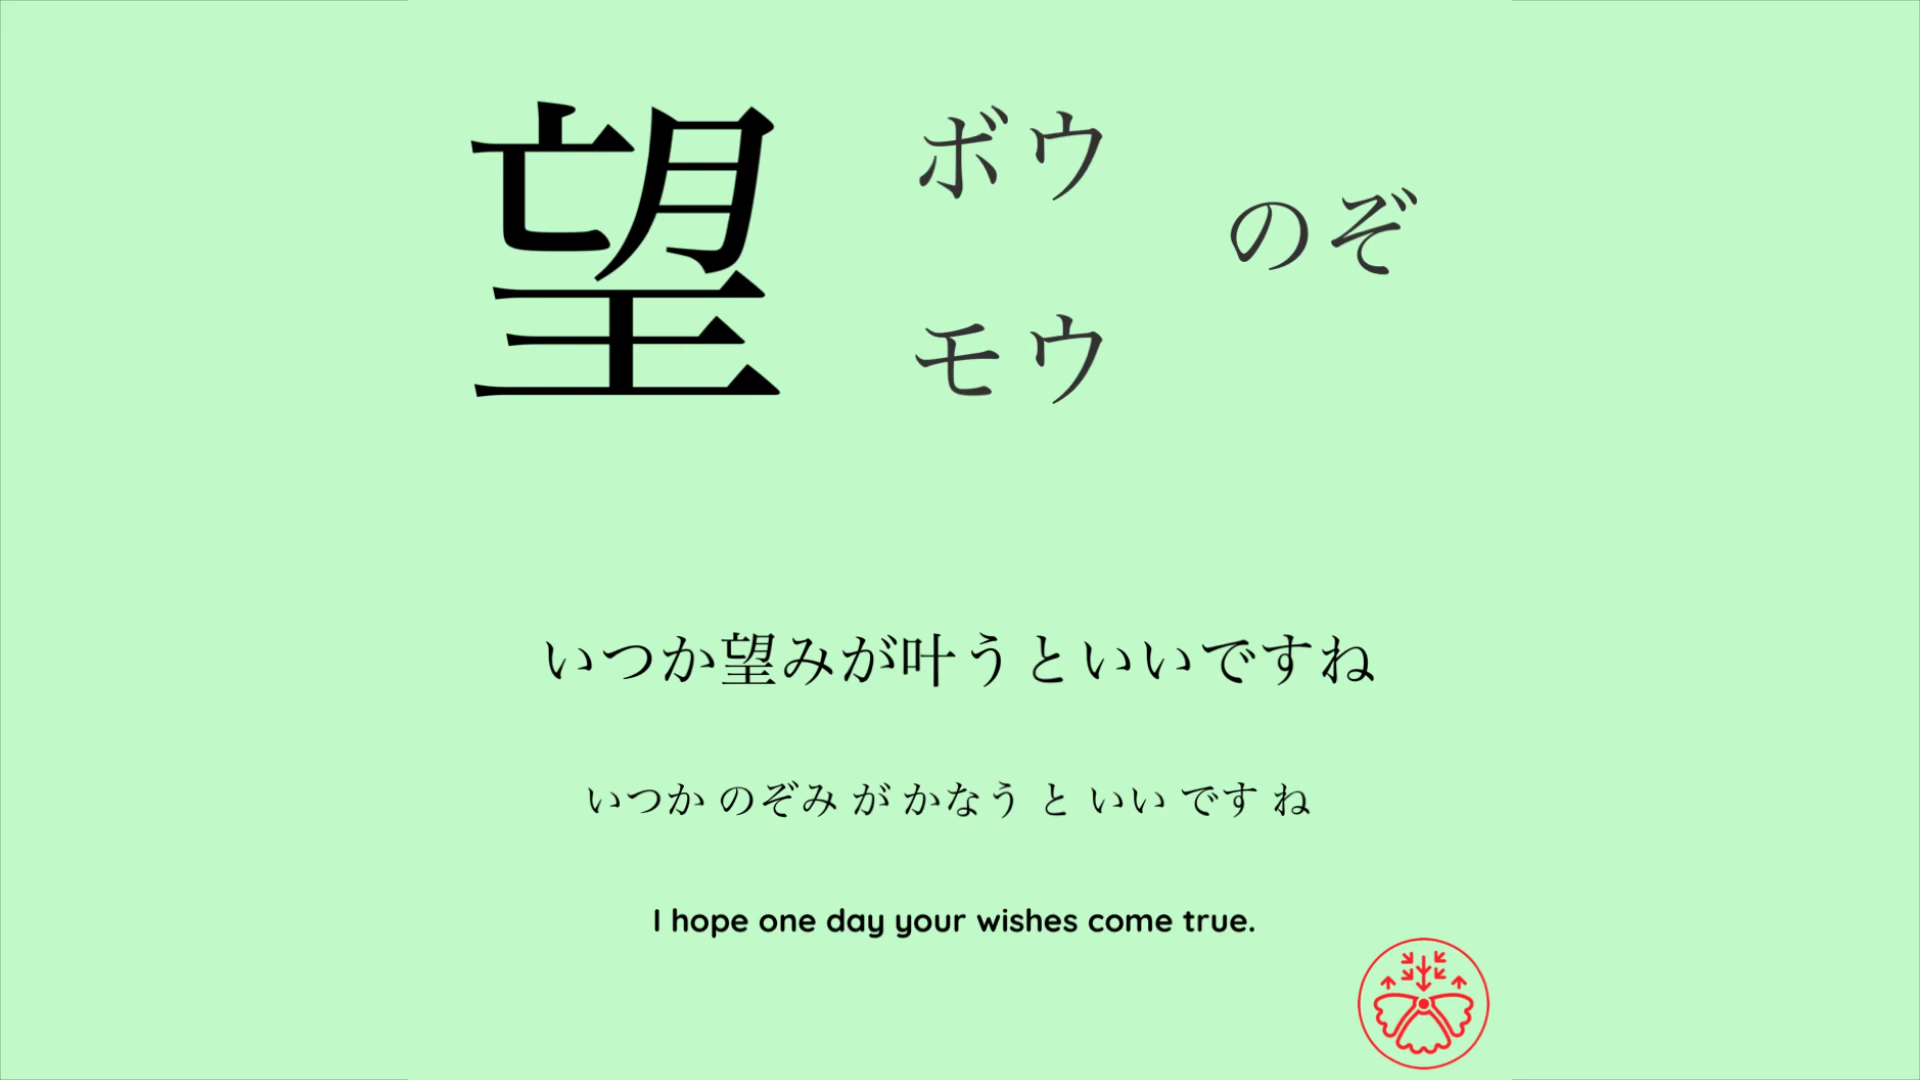 望
ボウ
モウ
のぞ
いつか望みが叶うといいですね
いつか のぞみ が かなう と いい です ね
I hope one day your wishes come true.